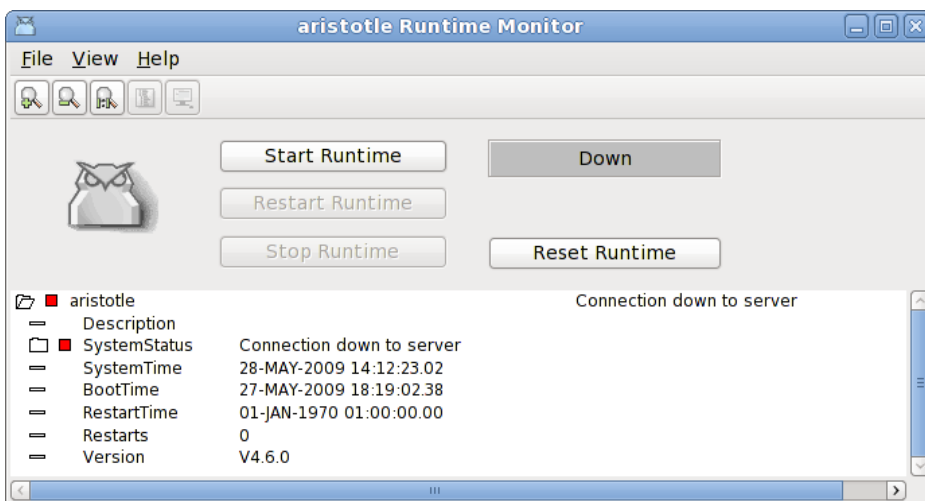 aristotle Runtime Monitor
File View Help
Start Runtime
Down
Restart Runtime
Stop Runtime
Reset Runtime
aristotle Connection down to server
Description
SystemStatus Connection down to server
SystemTime 28-MAY-2009 14:12:23.02
BootTime 27-MAY-2009 18:19:02.38
RestartTime 01-JAN-1970 01:00:00.00
Restarts 0
Version V4.6.0